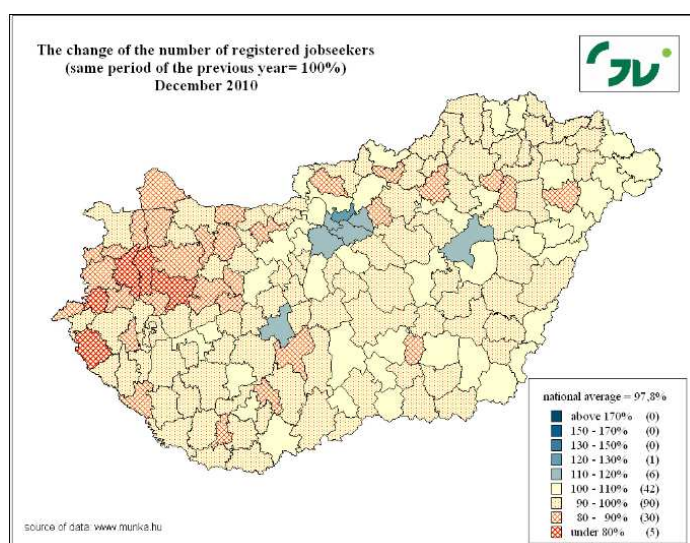 The change of the number of registered jobseekers
(same period of the previous year= 100%)
December 2010
national average = 97,8%
above 170% (0)
150 - 170% (0)
130 - 150% (0)
120 - 130% (1)
110 - 120% (6)
100 - 110% (42)
90 - 100% (90)
80 - 90% (30)
under 80% (5)
source of data: www.munka.hu